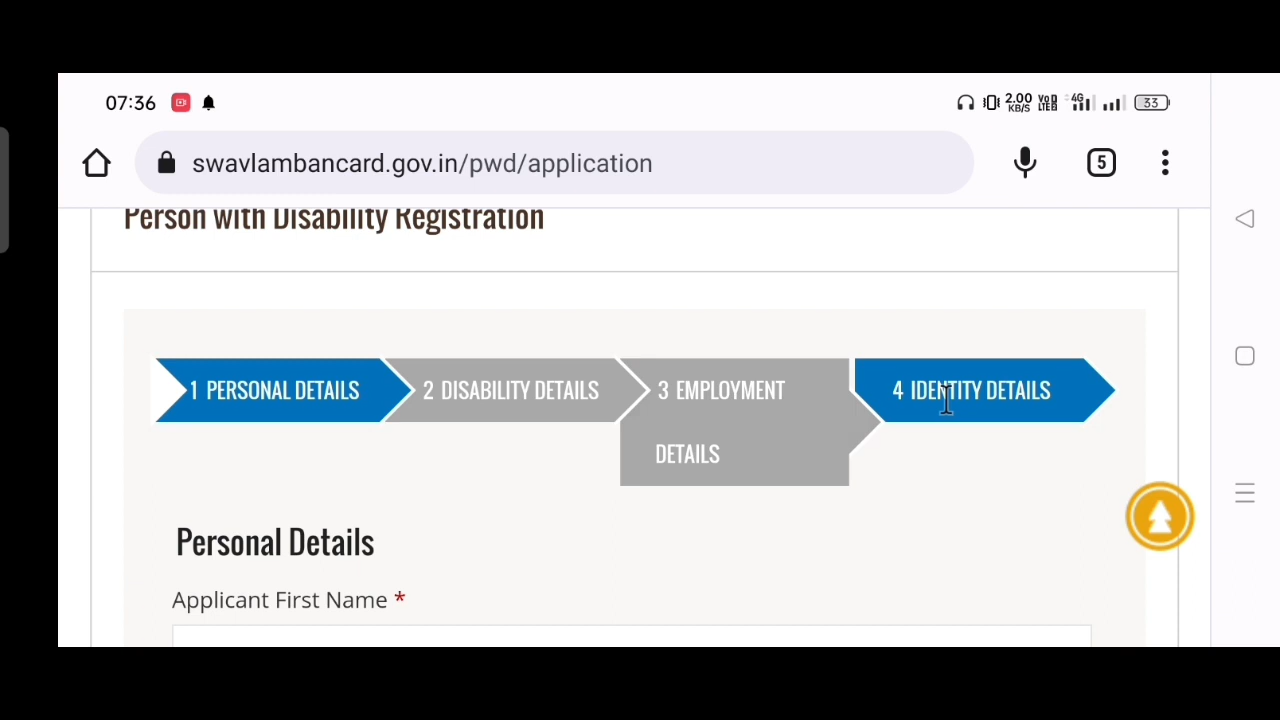 07:36
2.00 KB/S VoD LTE 4G 33
swavlambancard.gov.in/pwd/application
5
Person with Disability Registration
1 PERSONAL DETAILS
2 DISABILITY DETAILS
3 EMPLOYMENT DETAILS
4 IDENTITY DETAILS
Personal Details
Applicant First Name *